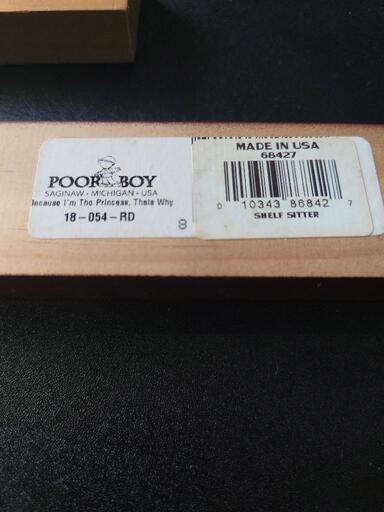 POOR BOY
SAGINAW · MICHIGAN · USA
Because I'm The Princess, Thats Why
18-054-RD
8
MADE IN USA
68427
0 10343 86842 7
SHELF SITTER